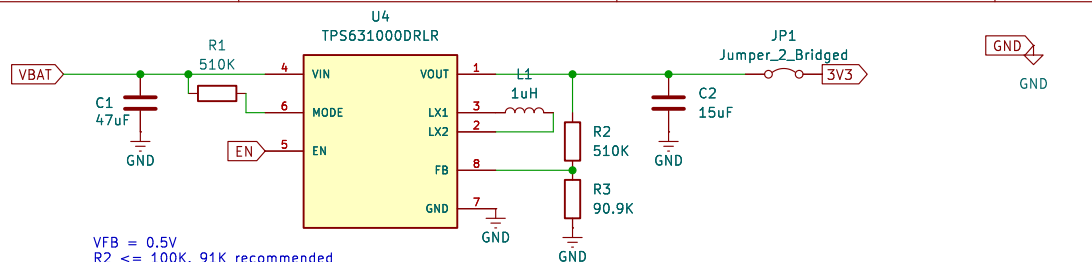 U4
TPS631000DRLR
VBAT
R1
510K
C1
47uF
GND
EN
4
VIN
6
MODE
5
EN
VOUT
1
LX1
3
LX2
2
FB
8
GND
7
GND
L1
1uH
R2
510K
R3
90.9K
GND
C2
15uF
GND
JP1
Jumper_2_Bridged
3V3
GND
GND
VFB = 0.5V
R2 <= 100K, 91K recommended